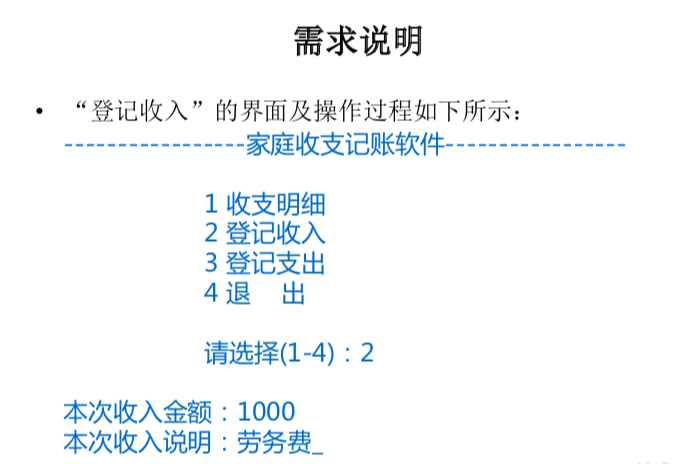 需求说明
• “登记收入”的界面及操作过程如下所示：
-----------------家庭收支记账软件-----------------
1 收支明细
2 登记收入
3 登记支出
4 退 出
请选择(1-4)：2
本次收入金额：1000
本次收入说明：劳务费_